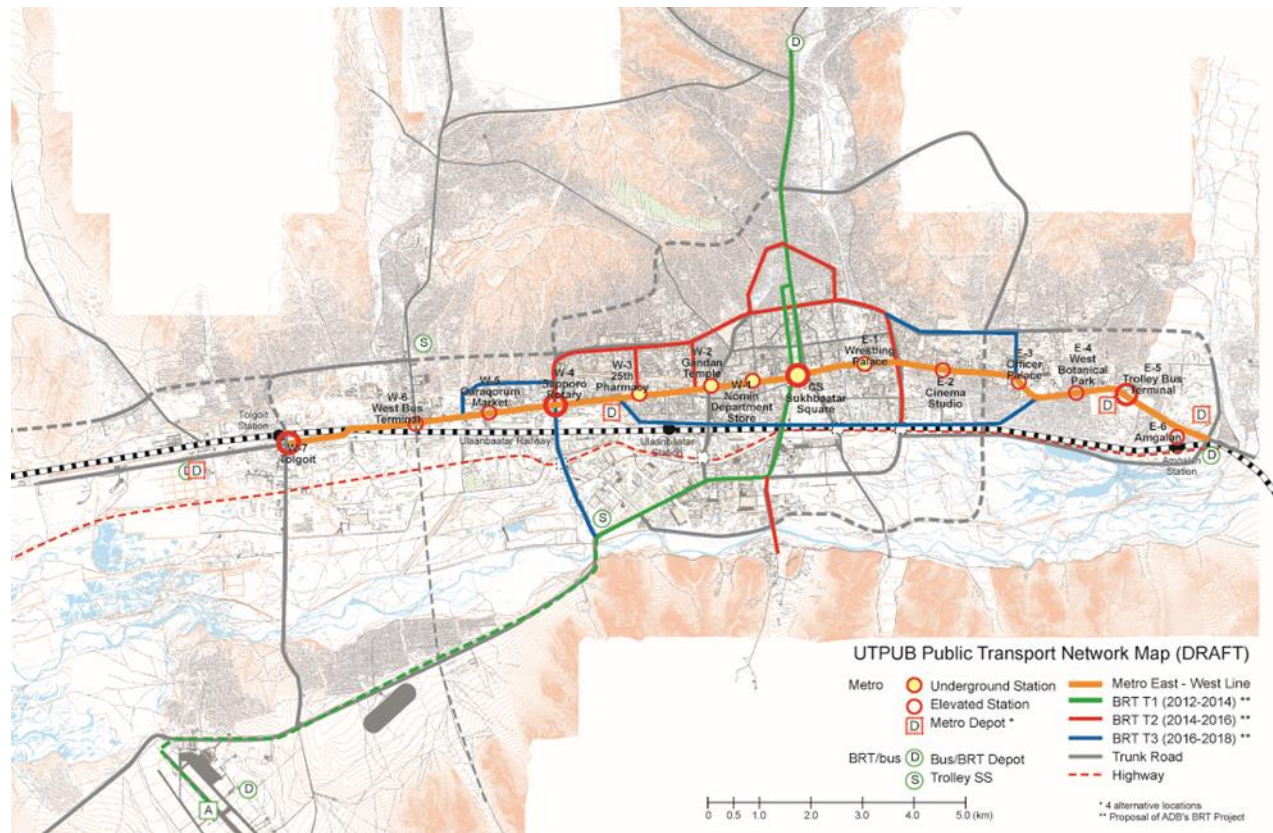 D
S
E-1
Wrestling
Palace
E-4
West
Botanical
Park
E-3
Officer
Palace
E-5
Trolley Bus
Terminal
W-2
Gandan
Temple
W-3
25th
Pharmacy
W-4
Sapporo
Rotary
W-5
Qaraqorum
Market
W-6
West Bus
Terminal
W-1
Nomin
Department
Store
CS
Sukhbaatar
Square
E-2
Cinema
Studio
D
D
D
E-6
Amgalan
Amgalan
Station
D
Tolgoit
Station
W-7
Tolgoit
Ulaanbaatar Railway
Ulaanbaatar
Station
D
S
D
A
UTPUB Public Transport Network Map (DRAFT)
Metro
Underground Station
Elevated Station
D Metro Depot *
BRT/bus
D Bus/BRT Depot
S Trolley SS
Metro East - West Line
BRT T1 (2012-2014) **
BRT T2 (2014-2016) **
BRT T3 (2016-2018) **
Trunk Road
Highway
0 0.5 1.0 2.0 3.0 4.0 5.0 (km)
* 4 alternative locations
** Proposal of ADB's BRT Project